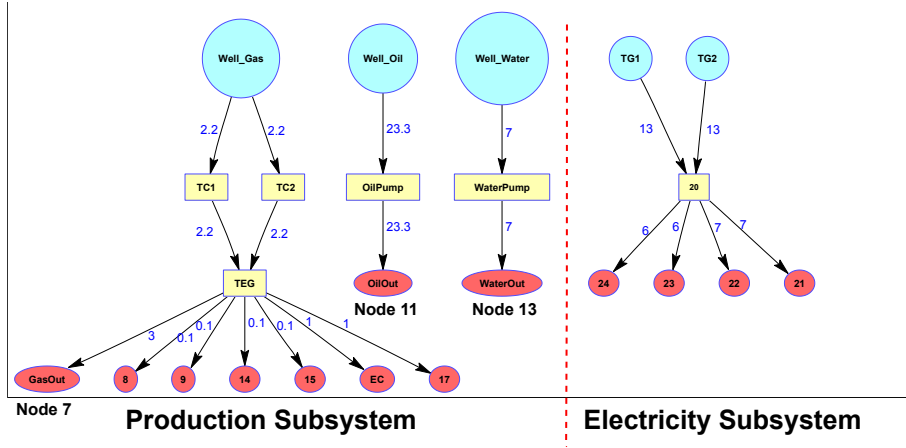 Well_Gas Well_Oil Well_Water TG1 TG2
2.2 2.2 23.3 7 13 13
TC1 TC2 OilPump WaterPump 20
2.2 2.2 23.3 7 6 6 7 7
TEG OilOut WaterOut 24 23 22 21
Node 11 Node 13
3 0.1 0.1 0.1 0.1 1 1
GasOut 8 9 14 15 EC 17
Node 7
Production Subsystem Electricity Subsystem